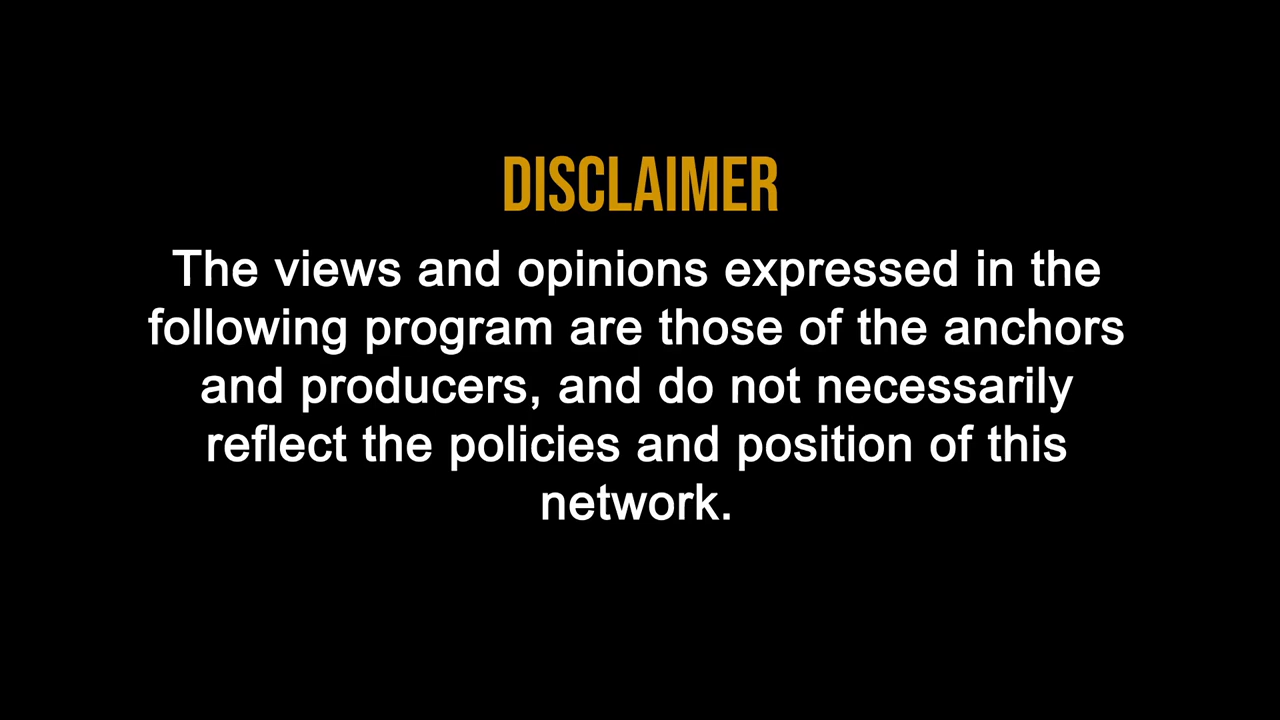 DISCLAIMER
The views and opinions expressed in the
following program are those of the anchors
and producers, and do not necessarily
reflect the policies and position of this
network.